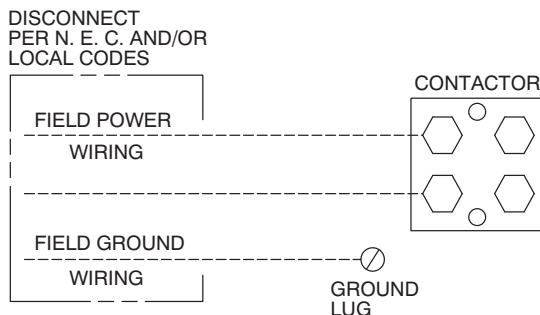 DISCONNECT
PER N. E. C. AND/OR
LOCAL CODES
CONTACTOR
FIELD POWER
WIRING
FIELD GROUND
WIRING
GROUND
LUG